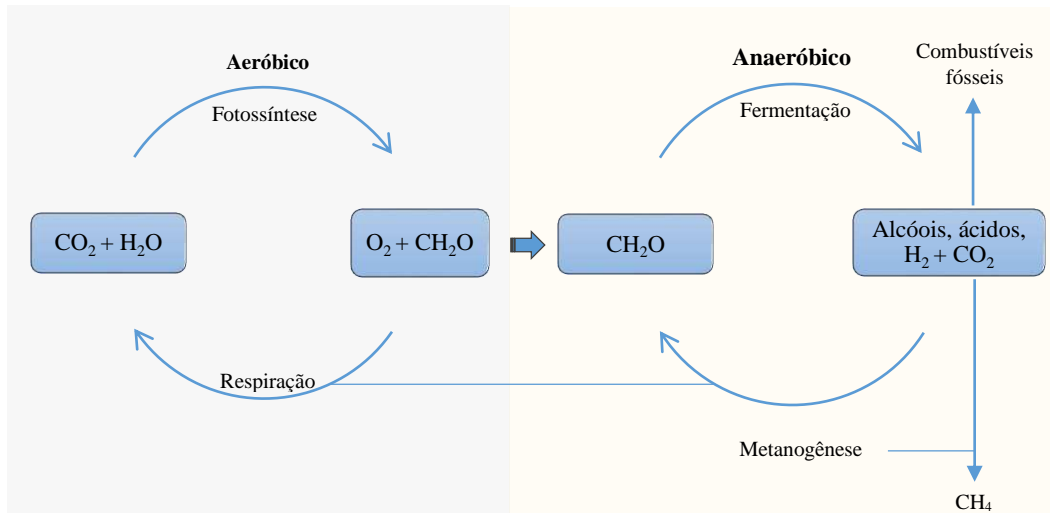 Aeróbico
Fotossíntese
CO₂ + H₂O
O₂ + CH₂O
Respiração
Anaeróbico
Fermentação
Combustíveis
fósseis
CH₂O
Alcóois, ácidos,
H₂ + CO₂
Metanogênese
CH₄